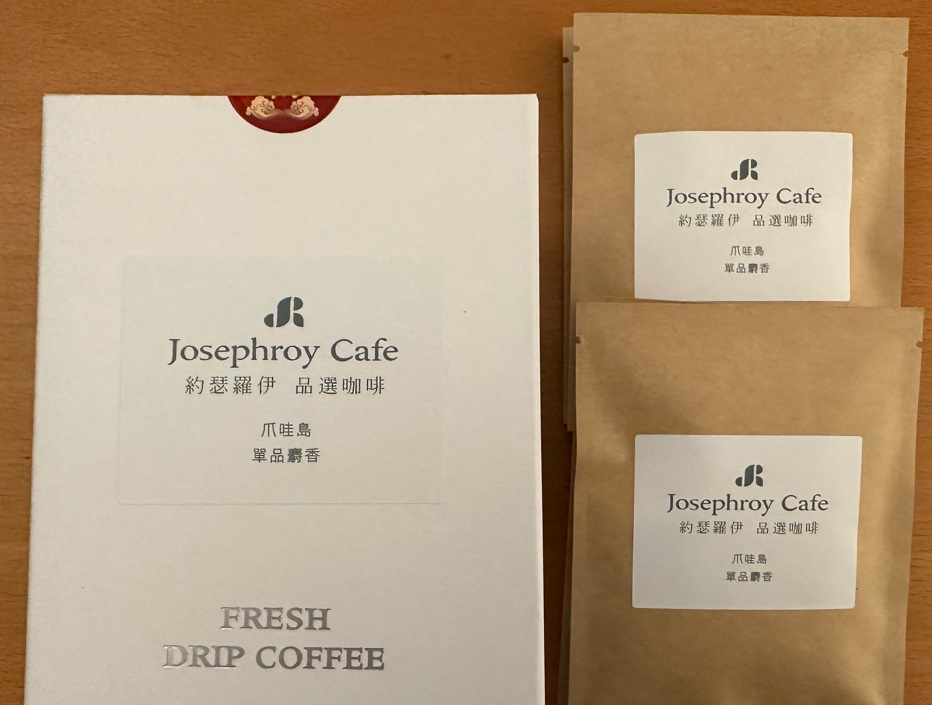 Josephroy Cafe
約瑟羅伊 品選咖啡
爪哇島
單品麝香
FRESH
DRIP COFFEE
Josephroy Cafe
約瑟羅伊 品選咖啡
爪哇島
單品麝香
Josephroy Cafe
約瑟羅伊 品選咖啡
爪哇島
單品麝香